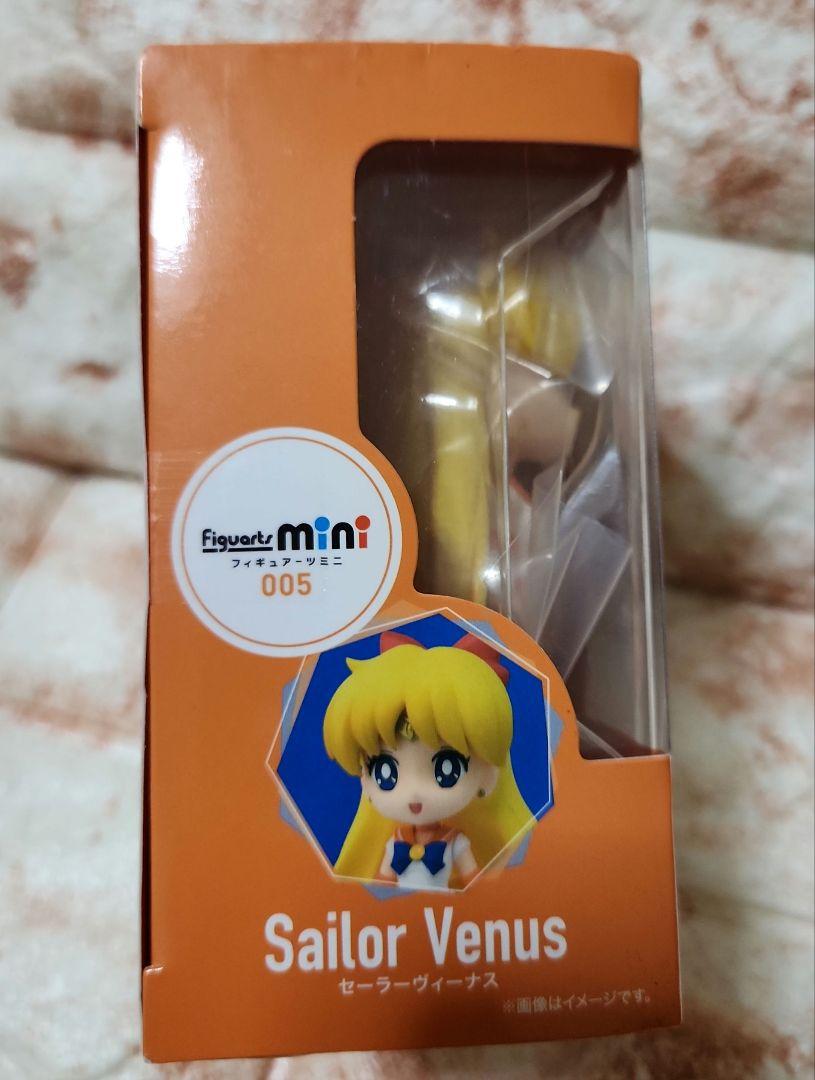 Figuarts mini
フィギュアーツミニ
005
Sailor Venus
セーラーヴィーナス
※画像はイメージです。